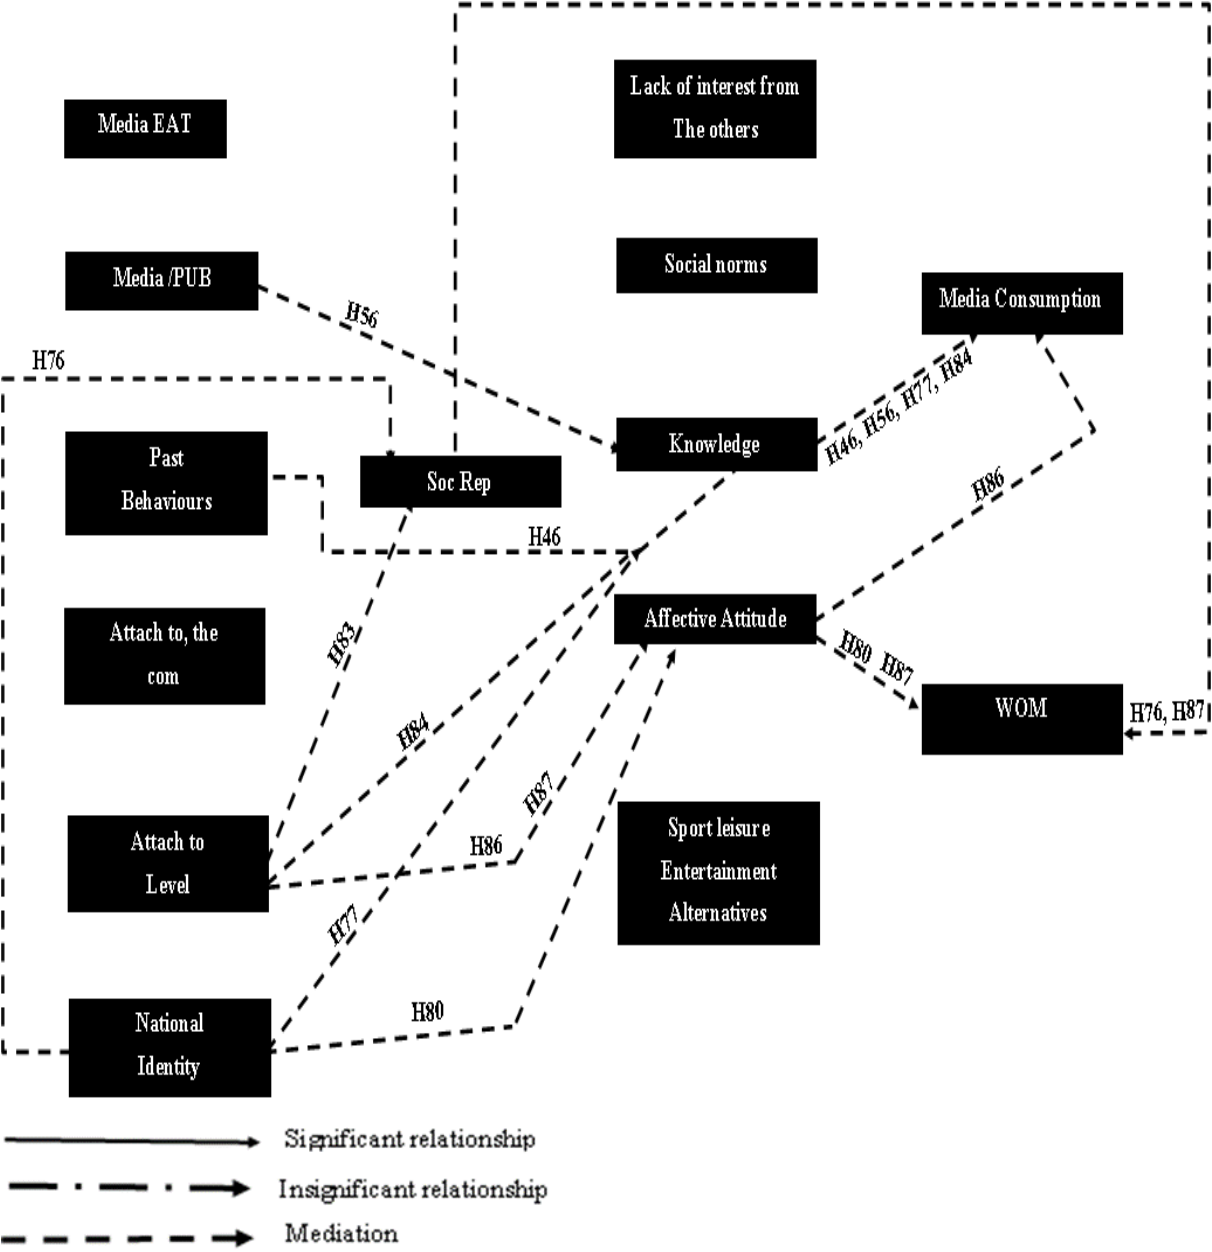 Lack of interest from
The others
Media EAT
Social norms
Media /PUB
Media Consumption
H56
H76
H46, H56, H77, H84
Knowledge
Past
Behaviours
Soc Rep
H86
H46
Affective Attitude
Attach to, the
com
H83
H80 H87
WOM
H76, H87
H84
H87
Attach to
Level
H86
Sport leisure
Entertainment
Alternatives
H77
H80
National
Identity
Significant relationship
Insignificant relationship
Mediation